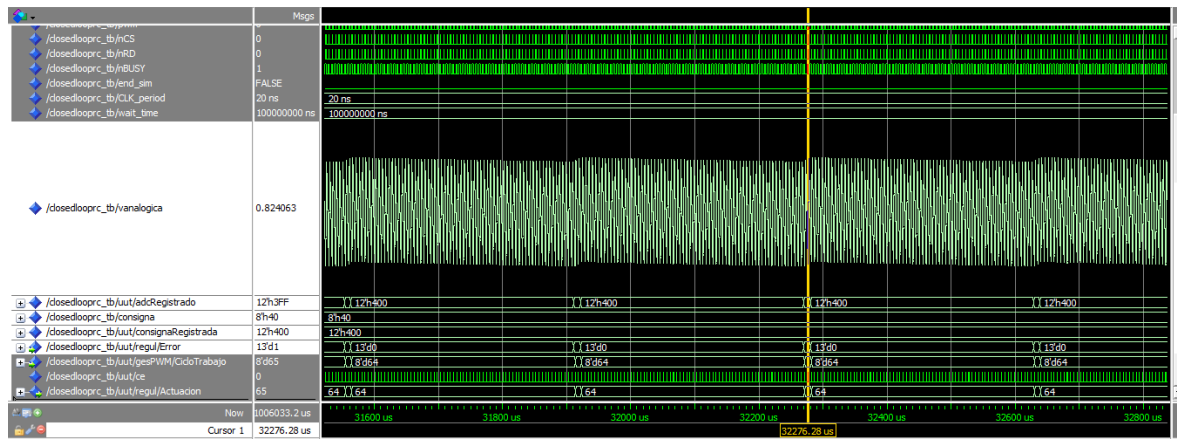 Msgs
/closedlooprc_tb/nCS 0
/closedlooprc_tb/nRD 0
/closedlooprc_tb/nBUSY 1
/closedlooprc_tb/end_sim FALSE
/closedlooprc_tb/CLK_period 20 ns 20 ns
/closedlooprc_tb/wait_time 100000000 ns 100000000 ns
/closedlooprc_tb/vanalogica 0.824063
/closedlooprc_tb/uut/adcRegistrado 12'h3FF 12'h400 12'h400 12'h400 12'h400
/closedlooprc_tb/consigna 8'h40 8'h40
/closedlooprc_tb/uut/consignaRegistrada 12'h400 12'h400
/closedlooprc_tb/uut/regul/Error 13'd1 13'd0 13'd0 13'd0 13'd0
/closedlooprc_tb/uut/gesPWM/CicloTrabajo 8'd65 8'd64 8'd64 8'd64 8'd64
/closedlooprc_tb/uut/ce 0
/closedlooprc_tb/uut/regul/Actuacion 65 64 64 64 64 64
Now 1006033.2 us 31600 us 31800 us 32000 us 32200 us 32400 us 32600 us 32800 us
Cursor 1 32276.28 us 32276.28 us